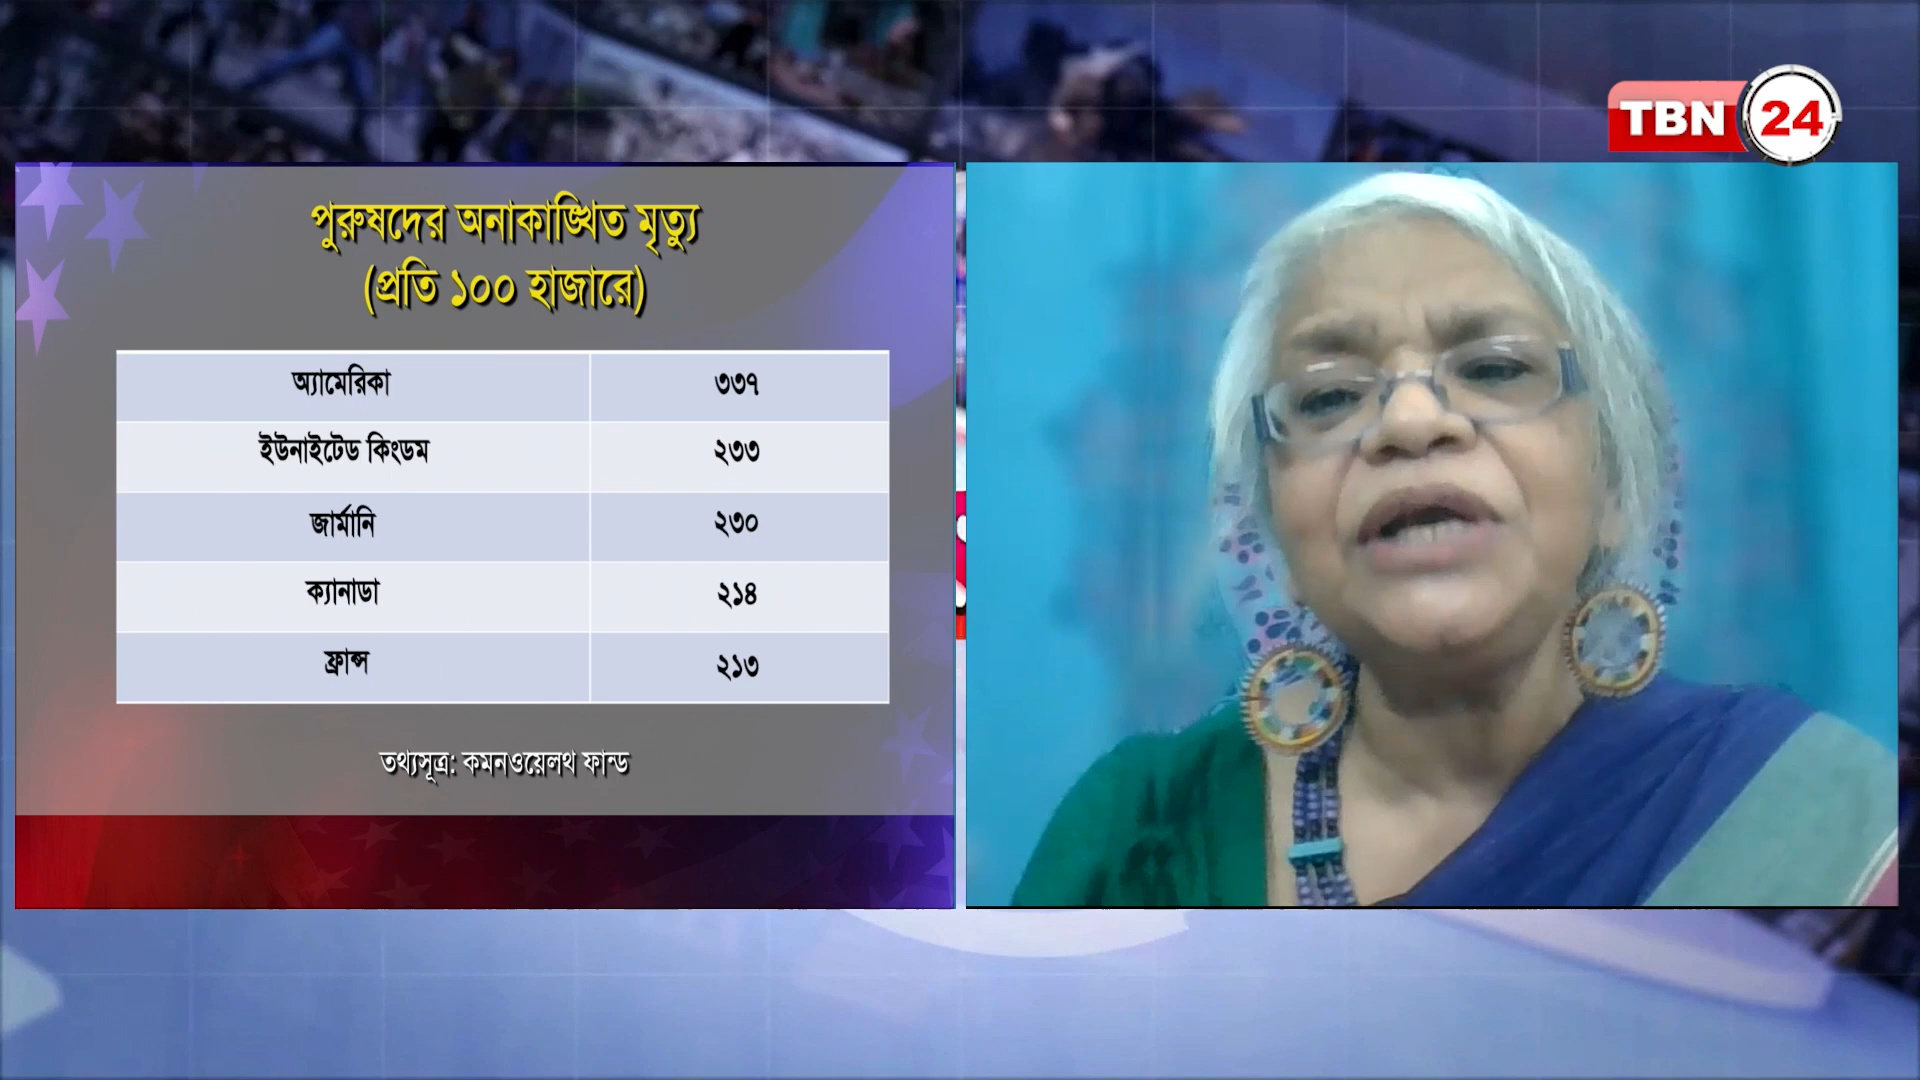 TBN 24
পুরুষদের অনাকাঙ্খিত মৃত্যু
(প্রতি ১০০ হাজারে)
অ্যামেরিকা ৩৩৭
ইউনাইটেড কিংডম ২৩৩
জার্মানি ২৩০
ক্যানাডা ২১৪
ফ্রান্স ২১৩
তথ্যসূত্র: কমনওয়েলথ ফান্ড